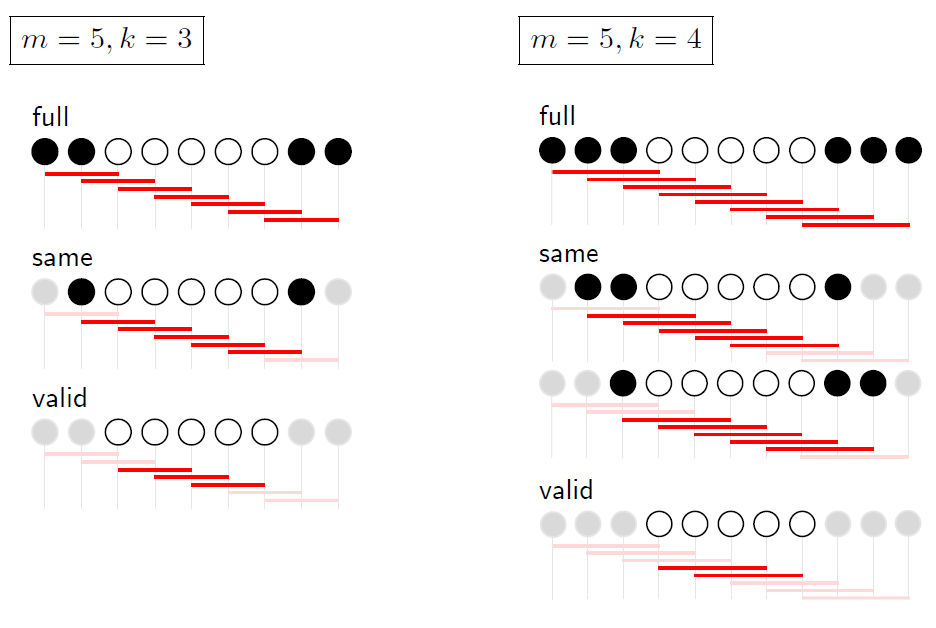 m = 5, k = 3
full
same
valid
m = 5, k = 4
full
same
valid